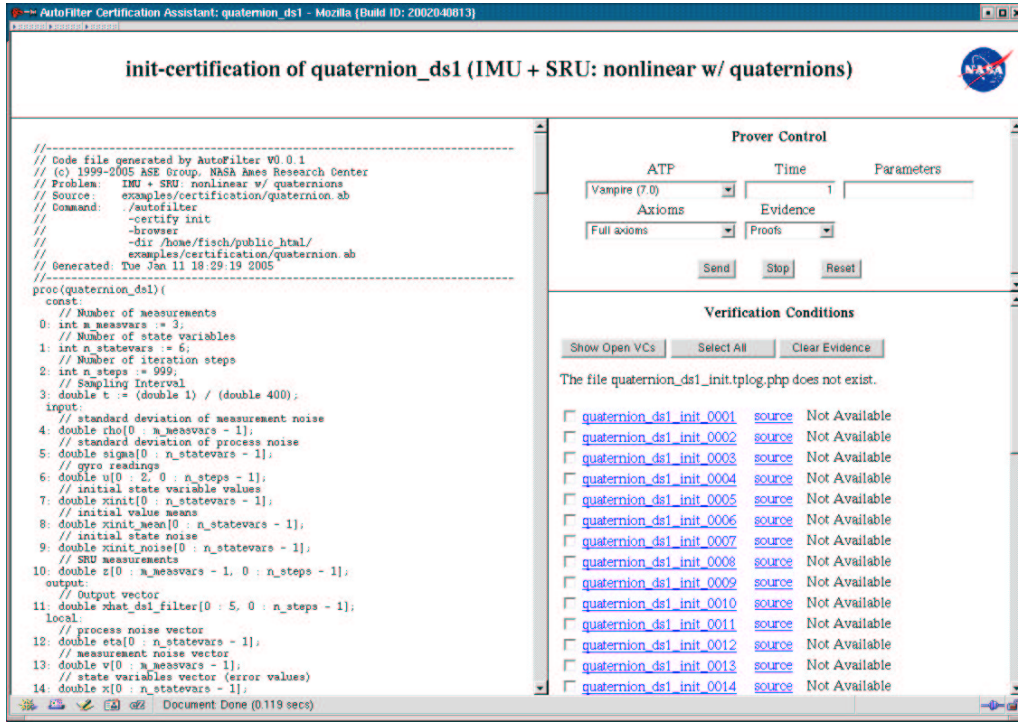 AutoFilter Certification Assistant: quaternion_ds1 - Mozilla {Build ID: 2002040813}
init-certification of quaternion_ds1 (IMU + SRU: nonlinear w/ quaternions)
NASA
//----------------------------------------------------------------------
// Code file generated by AutoFilter V0.0.1
// (c) 1999-2005 ASE Group, NASA Ames Research Center
// Problem: IMU + SRU: nonlinear w/ quaternions
// Source: examples/certification/quaternion.ab
// Command: ./autofilter
// -certify init
// -browser
// -dir /home/fisch/public_html/
// examples/certification/quaternion.ab
// Generated: Tue Jan 11 18:29:19 2005
//----------------------------------------------------------------------
proc(quaternion_ds1){
const:
// Number of measurements
0: int m_measvars := 3;
// Number of state variables
1: int n_statevars := 6;
// Number of iteration steps
2: int n_steps := 999;
// Sampling Interval
3: double t := (double 1) / (double 400);
input:
// standard deviation of measurement noise
4: double rho[0 : m_measvars - 1];
// standard deviation of process noise
5: double sigma[0 : n_statevars - 1];
// gyro readings
6: double u[0 : 2, 0 : n_steps - 1];
// initial state variable values
7: double xinit[0 : n_statevars - 1];
// initial value means
8: double xinit_mean[0 : n_statevars - 1];
// initial state noise
9: double xinit_noise[0 : n_statevars - 1];
// SRU measurements
10: double z[0 : m_measvars - 1, 0 : n_steps - 1];
output:
// Output vector
11: double xhat_ds1_filter[0 : 5, 0 : n_steps - 1];
local:
// process noise vector
12: double eta[0 : n_statevars - 1];
// measurement noise vector
13: double v[0 : m_measvars - 1];
// state variables vector (error values)
14: double x[0 : n_statevars - 1];
Prover Control
ATP Time Parameters
Vampire (7.0) 1
Axioms Evidence
Full axioms Proofs
Send Stop Reset
Verification Conditions
Show Open VCs Select All Clear Evidence
The file quaternion_ds1_init.tplog.php does not exist.
quaternion_ds1_init_0001 source Not Available
quaternion_ds1_init_0002 source Not Available
quaternion_ds1_init_0003 source Not Available
quaternion_ds1_init_0004 source Not Available
quaternion_ds1_init_0005 source Not Available
quaternion_ds1_init_0006 source Not Available
quaternion_ds1_init_0007 source Not Available
quaternion_ds1_init_0008 source Not Available
quaternion_ds1_init_0009 source Not Available
quaternion_ds1_init_0010 source Not Available
quaternion_ds1_init_0011 source Not Available
quaternion_ds1_init_0012 source Not Available
quaternion_ds1_init_0013 source Not Available
quaternion_ds1_init_0014 source Not Available
Document: Done (0.119 secs)